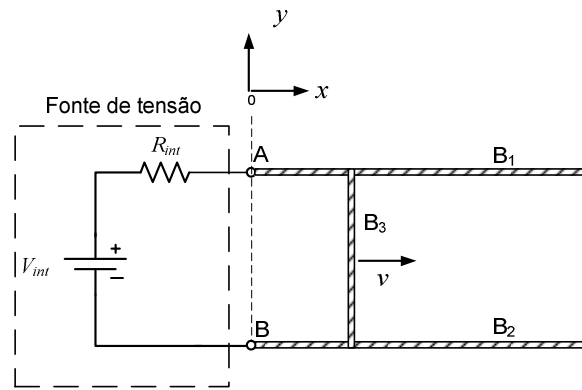 y
x
0
Fonte de tensão
R_int
A
B₁
B₃
V_int
+
−
v
B
B₂